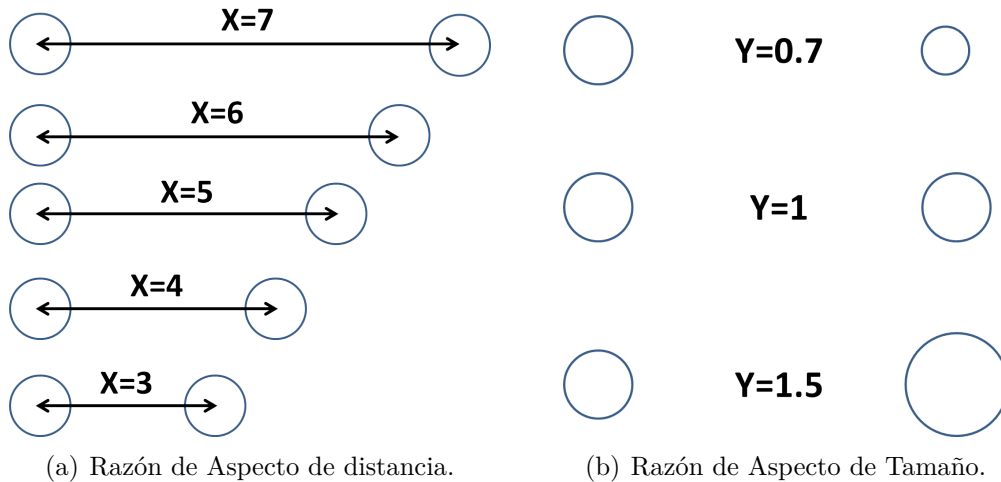 X=7
X=6
X=5
X=4
X=3
(a) Razón de Aspecto de distancia.
Y=0.7
Y=1
Y=1.5
(b) Razón de Aspecto de Tamaño.